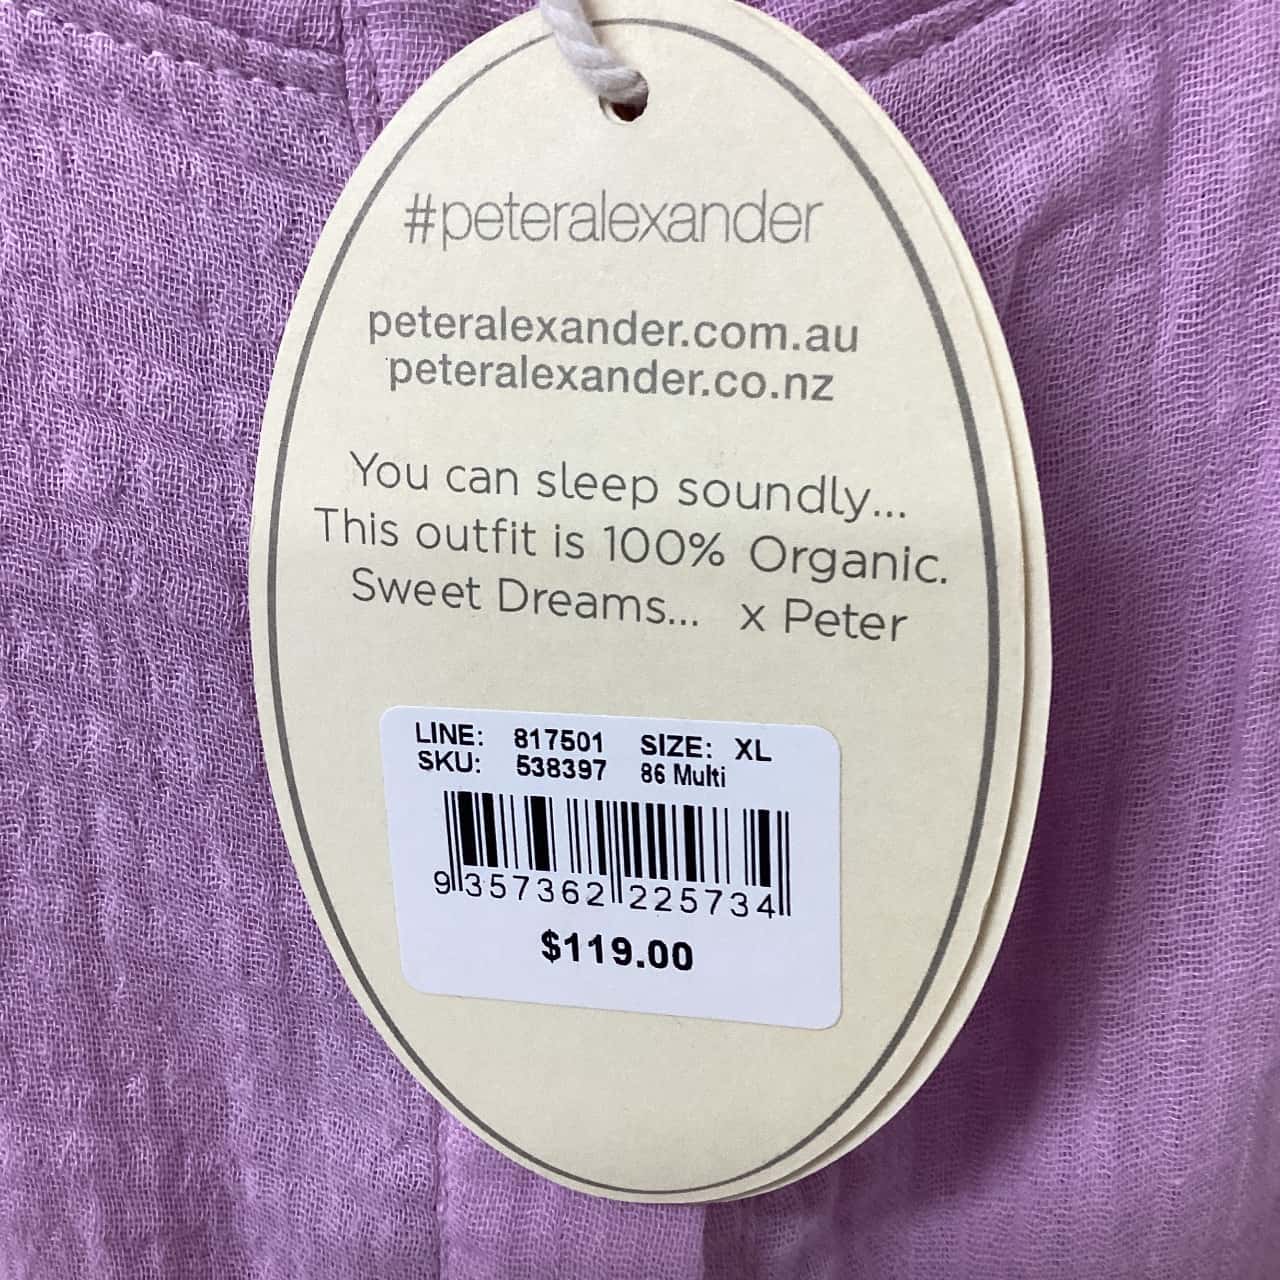 #peteralexander
peteralexander.com.au
peteralexander.co.nz
You can sleep soundly...
This outfit is 100% Organic.
Sweet Dreams... x Peter
LINE: 817501 SIZE: XL
SKU: 538397 86 Multi
9 357362 225734
$119.00